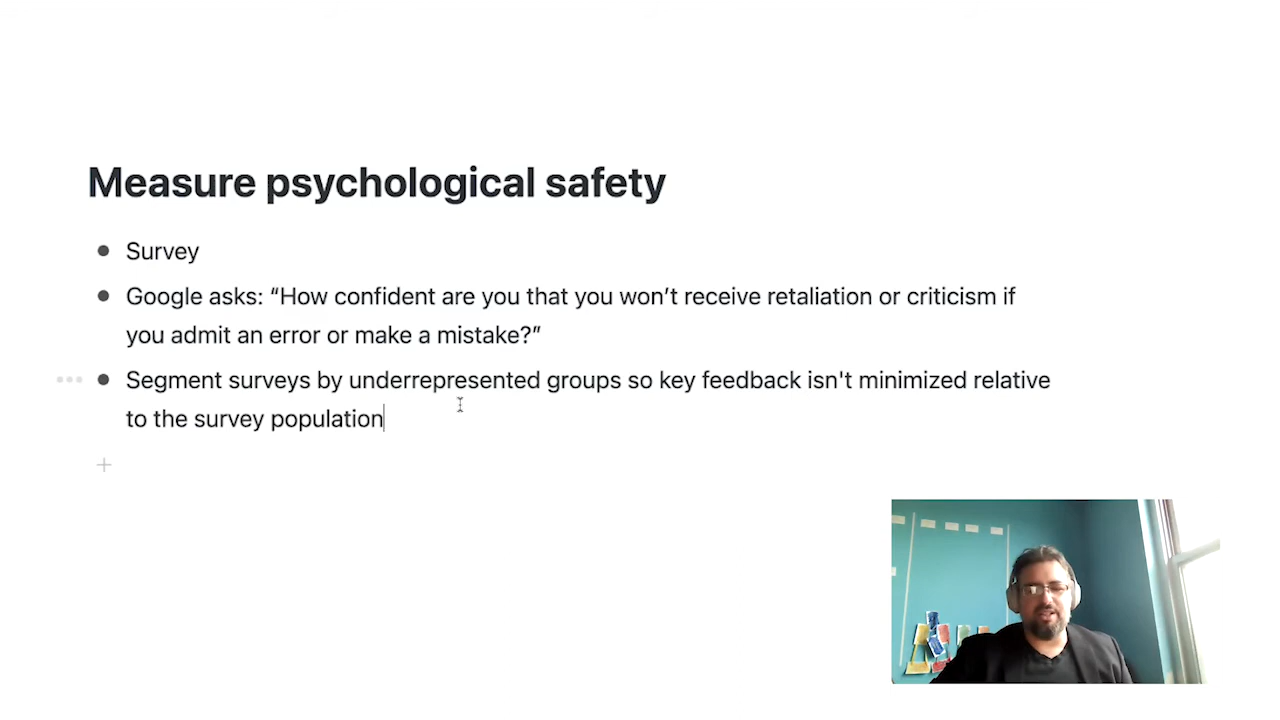 Measure psychological safety
Survey
Google asks: “How confident are you that you won’t receive retaliation or criticism if
you admit an error or make a mistake?”
Segment surveys by underrepresented groups so key feedback isn't minimized relative
to the survey population